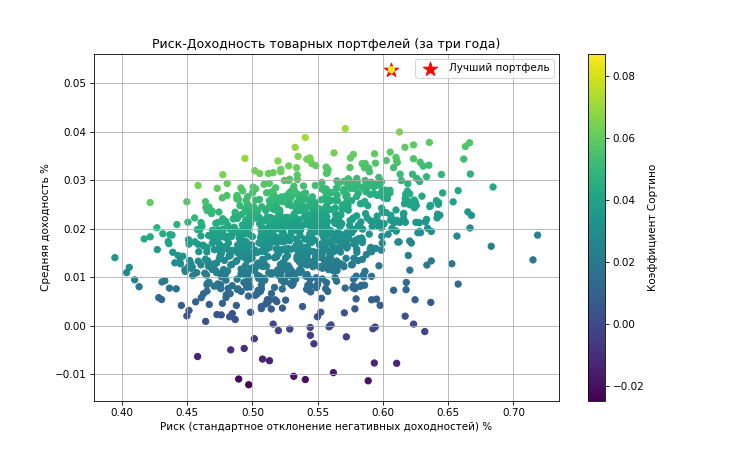 Риск-Доходность товарных портфелей (за три года)
Лучший портфель
Средняя доходность %
0.05
0.04
0.03
0.02
0.01
0.00
−0.01
0.40 0.45 0.50 0.55 0.60 0.65 0.70
Риск (стандартное отклонение негативных доходностей) %
0.08
0.06
0.04
0.02
0.00
−0.02
Коэффициент Сортино